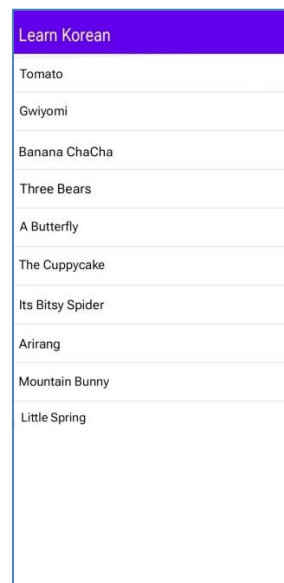 Learn Korean
Tomato
Gwiyomi
Banana ChaCha
Three Bears
A Butterfly
The Cuppycake
Its Bitsy Spider
Arirang
Mountain Bunny
Little Spring